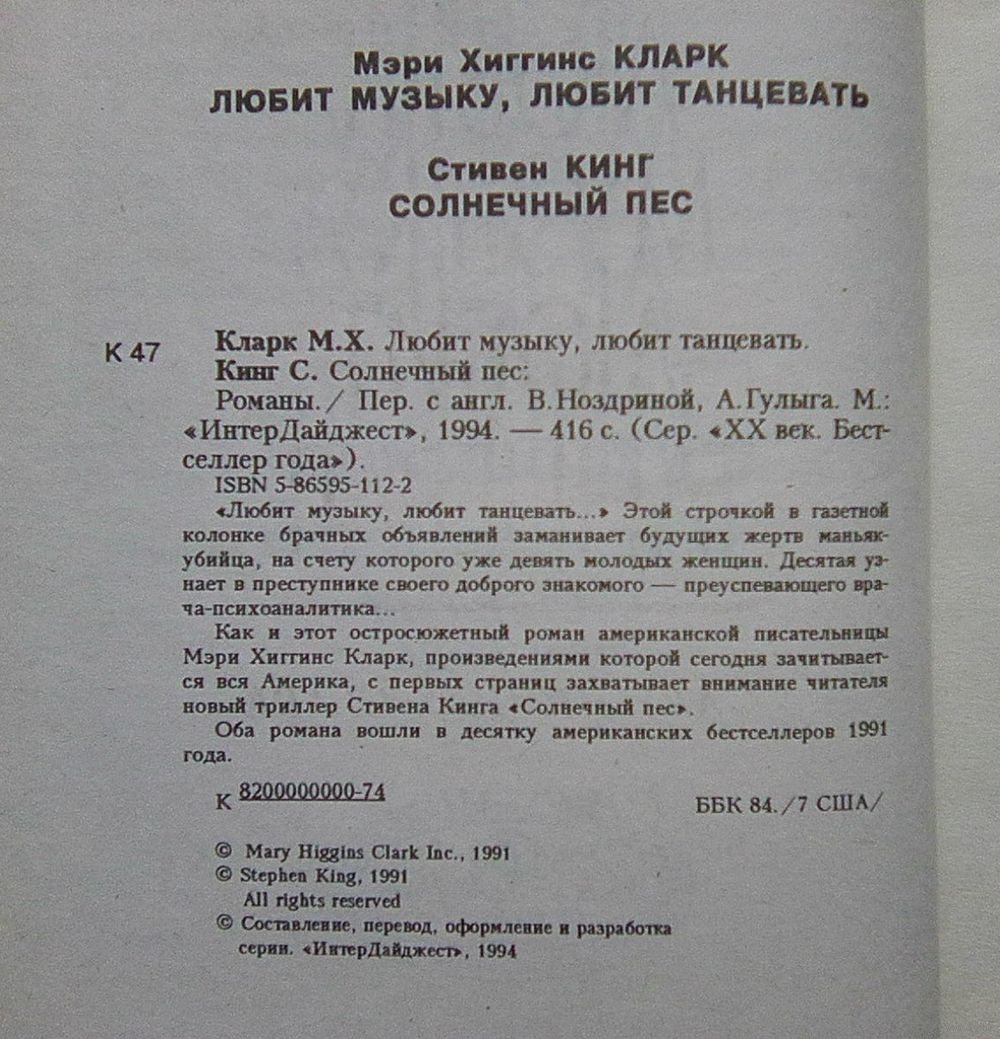 Мэри Хиггинс КЛАРК
ЛЮБИТ МУЗЫКУ, ЛЮБИТ ТАНЦЕВАТЬ
Стивен КИНГ
СОЛНЕЧНЫЙ ПЕС
К 47
Кларк М.Х. Любит музыку, любит танцевать.
Кинг С. Солнечный пес:
Романы./ Пер. с англ. В.Ноздриной, А.Гулыга. М.:
«ИнтерДайджест», 1994. — 416 с. (Сер. «XX век. Бест-
селлер года»).
ISBN 5-86595-112-2
«Любит музыку, любит танцевать...» Этой строчкой в газетной
колонке брачных объявлений заманивает будущих жертв маньяк-
убийца, на счету которого уже девять молодых женщин. Десятая уз-
нает в преступнике своего доброго знакомого — преуспевающего вра-
ча-психоаналитика...
Как и этот остросюжетный роман американской писательницы
Мэри Хиггинс Кларк, произведениями которой сегодня зачитывает-
ся вся Америка, с первых страниц захватывает внимание читателя
новый триллер Стивена Кинга «Солнечный пес».
Оба романа вошли в десятку американских бестселлеров 1991
года.
К 8200000000-74
ББК 84./7 США/
© Mary Higgins Clark Inc., 1991
© Stephen King, 1991
All rights reserved
© Составление, перевод, оформление и разработка
серии. «ИнтерДайджест», 1994